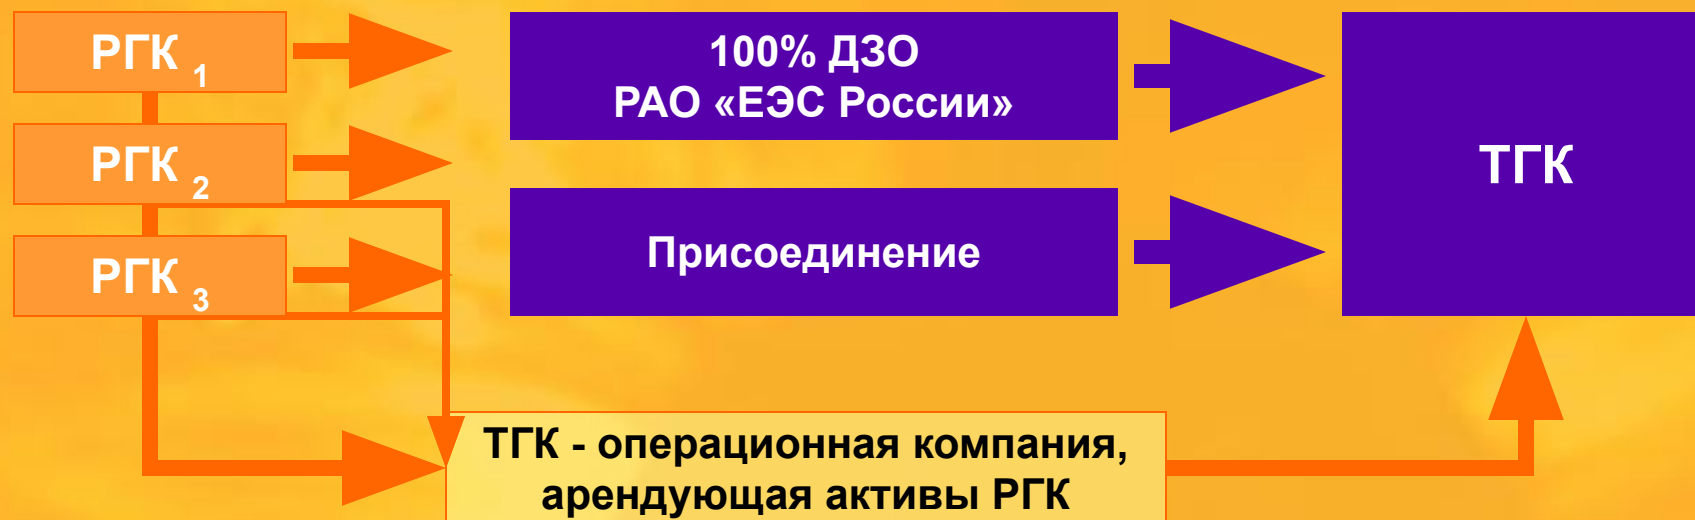 РГК 1
100% ДЗО
РАО «ЕЭС России»
РГК 2
ТГК
Присоединение
РГК 3
ТГК - операционная компания,
арендующая активы РГК